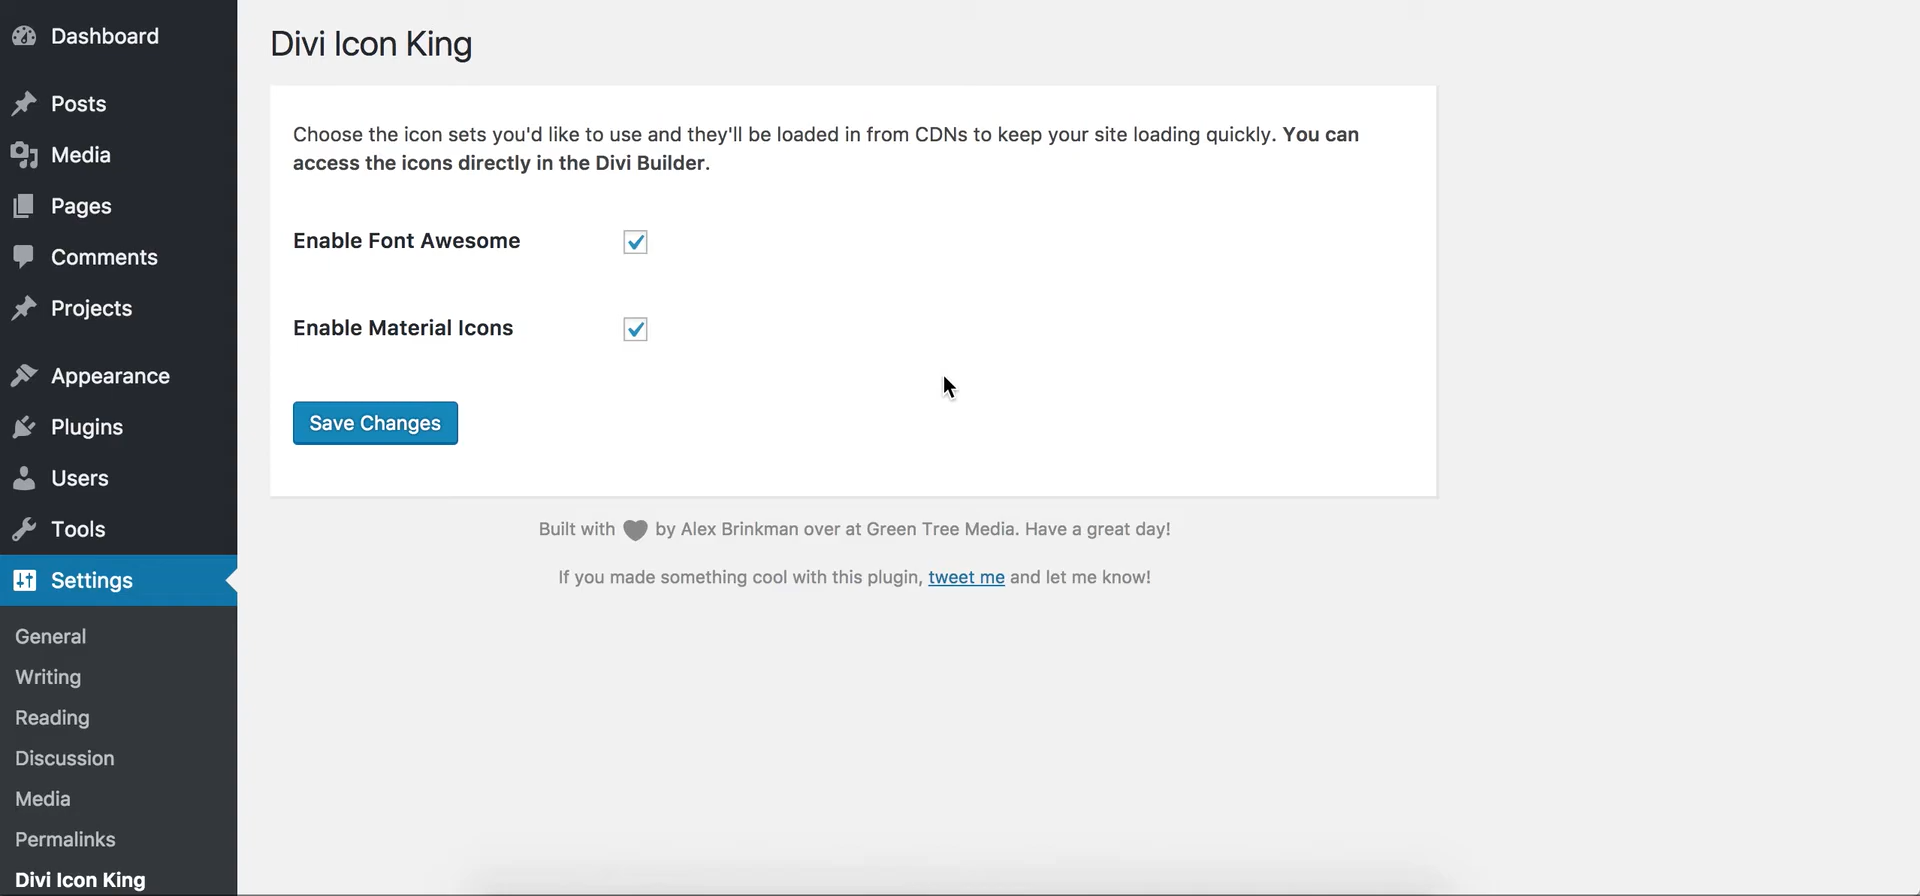 Dashboard
Posts
Media
Pages
Comments
Projects
Appearance
Plugins
Users
Tools
Settings
General
Writing
Reading
Discussion
Media
Permalinks
Divi Icon King
Divi Icon King
Choose the icon sets you'd like to use and they'll be loaded in from CDNs to keep your site loading quickly. You can
access the icons directly in the Divi Builder.
Enable Font Awesome
Enable Material Icons
Save Changes
Built with by Alex Brinkman over at Green Tree Media. Have a great day!
If you made something cool with this plugin, tweet me and let me know!